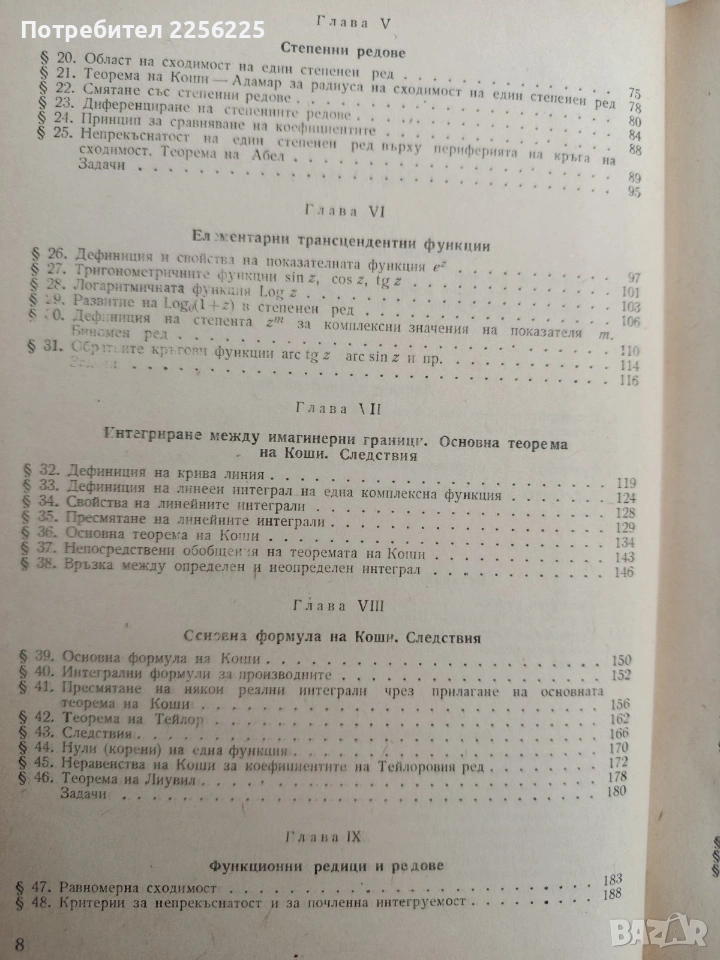 Потребител 2256225
Глава V
Степенни редове
§ 20. Област на сходимост на един степенен ред 75
§ 21. Теорема на Коши — Адамар за радиуса на сходимост на един степенен ред 78
§ 22. Смятане със степенни редове 80
§ 23. Диференциране на степенните редове 84
§ 24. Принцип за сравняване на коефициентите 88
§ 25. Непрекъснатост на един степенен ред върху периферията на кръга на
сходимост. Теорема на Абел 89
Задачи 95
Глава VI
Елементарни трансцендентни функции
§ 26. Дефиниция и свойства на показателната функция e^z 97
§ 27. Тригонометричните функции sin z, cos z, tg z 101
§ 28. Логаритмичната функция Log z 103
§ 29. Развитие на Log₀(1+z) в степенен ред 106
§ 30. Дефиниция на степента z^m за комплексни значения на показателя m.
Биномен ред 110
§ 31. Обратните кръгови функции arc tg z arc sin z и пр. 114
Задачи 116
Глава VII
Интегриране между имагинерни граници. Основна теорема
на Коши. Следствия
§ 32. Дефиниция на крива линия 119
§ 33. Дефиниция на линеен интеграл на една комплексна функция 124
§ 34. Свойства на линейните интеграли 128
§ 35. Пресмятане на линейните интеграли 129
§ 36. Основна теорема на Коши 134
§ 37. Непосредствени обобщения на теоремата на Коши 143
§ 38. Връзка между определен и неопределен интеграл 146
Глава VIII
Основна формула на Коши. Следствия
§ 39. Основна формула на Коши 150
§ 40. Интегрални формули за производните 152
§ 41. Пресмятане на някои реални интеграли чрез прилагане на основната
теорема на Коши 156
§ 42. Теорема на Тейлор 162
§ 43. Следствия 166
§ 44. Нули (корени) на една функция 170
§ 45. Неравенства на Коши за коефициентите на Тейлоровия ред 172
§ 46. Теорема на Лиувил 178
Задачи 180
Глава IX
Функционни редици и редове
§ 47. Равномерна сходимост 183
§ 48. Критерии за непрекъснатост и за почленна интегруемост 188
8
BAZAR